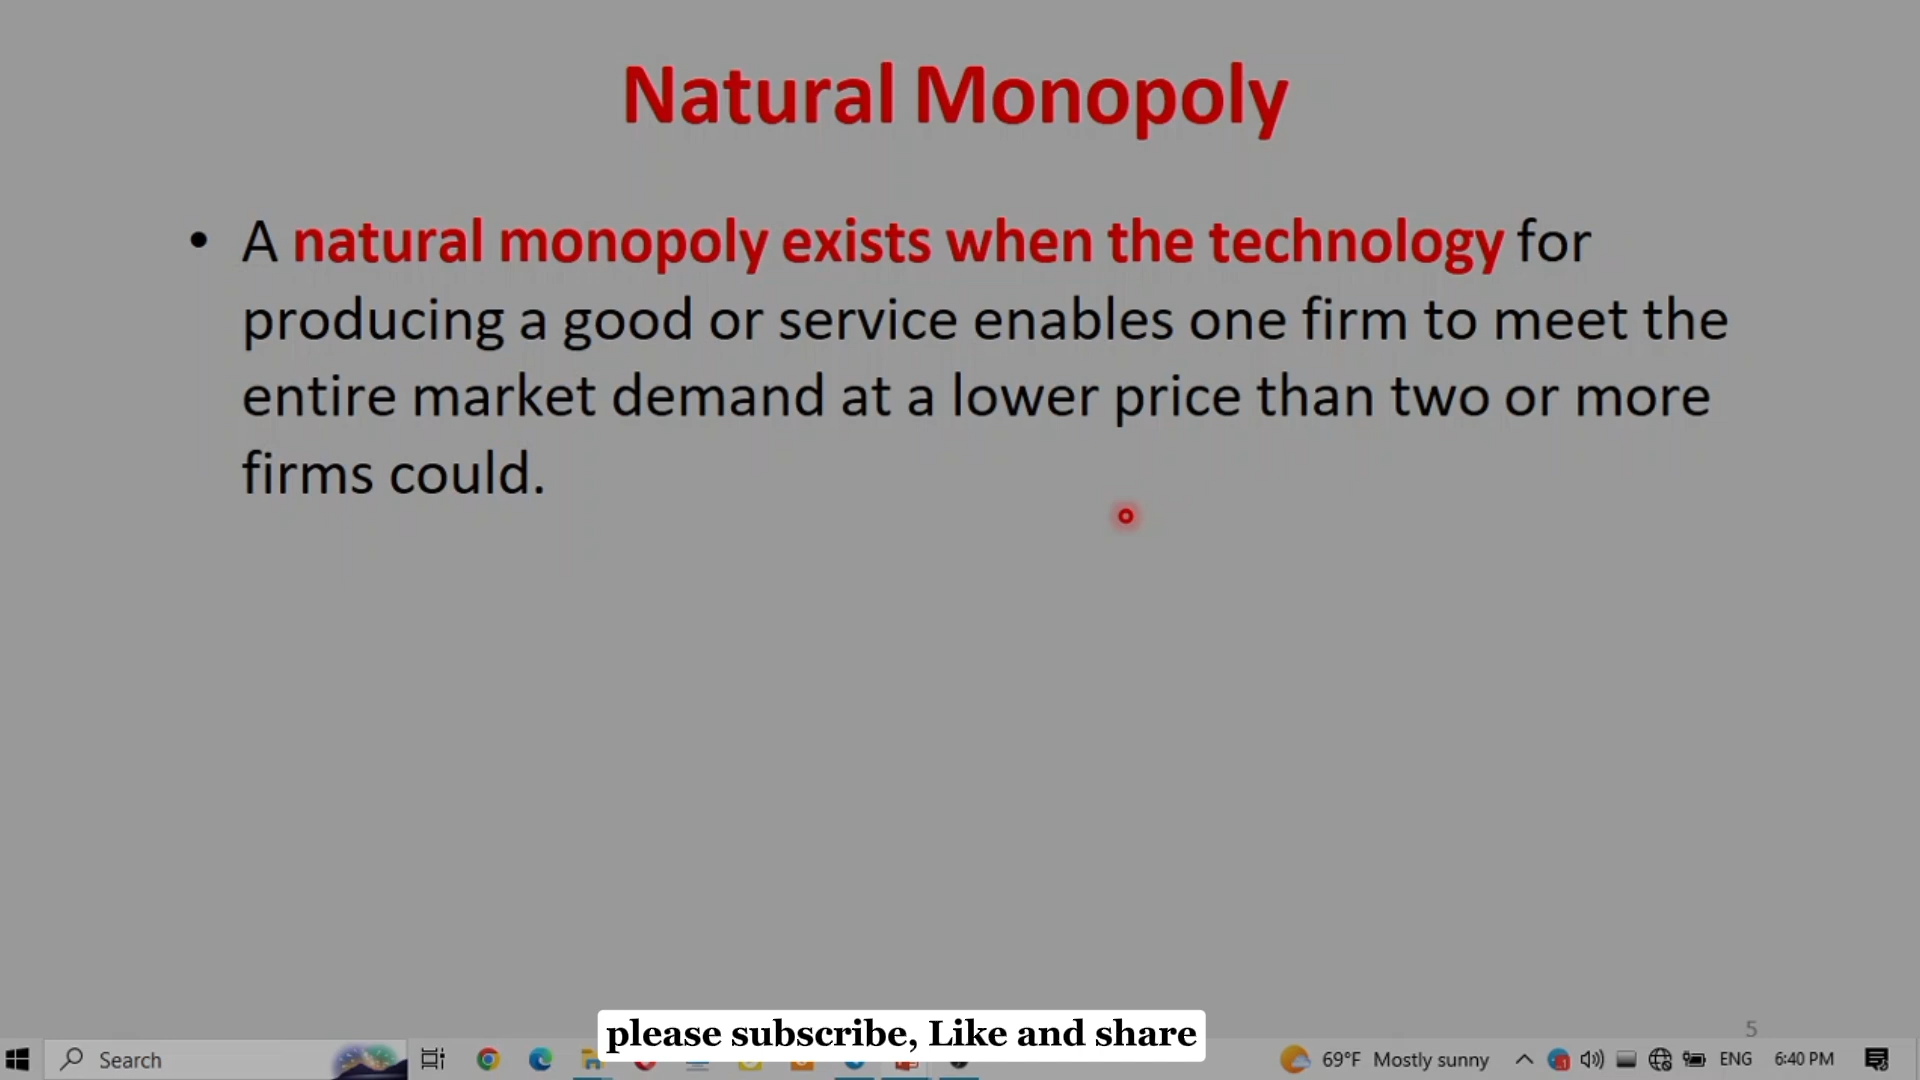 Natural Monopoly
• A natural monopoly exists when the technology for
producing a good or service enables one firm to meet the
entire market demand at a lower price than two or more
firms could.
5
please subscribe, Like and share
Search
69°F Mostly sunny
ENG
6:40 PM